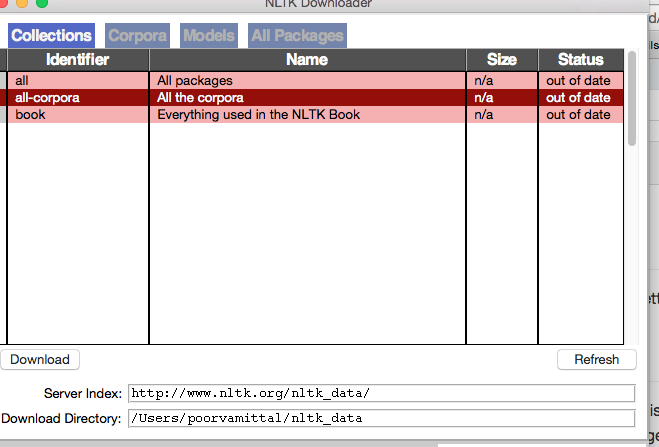 NLTK Downloader
Collections Corpora Models All Packages
Identifier Name Size Status
all All packages n/a out of date
all-corpora All the corpora n/a out of date
book Everything used in the NLTK Book n/a out of date
Download Refresh
Server Index: http://www.nltk.org/nltk_data/
Download Directory: /Users/poorvamittal/nltk_data